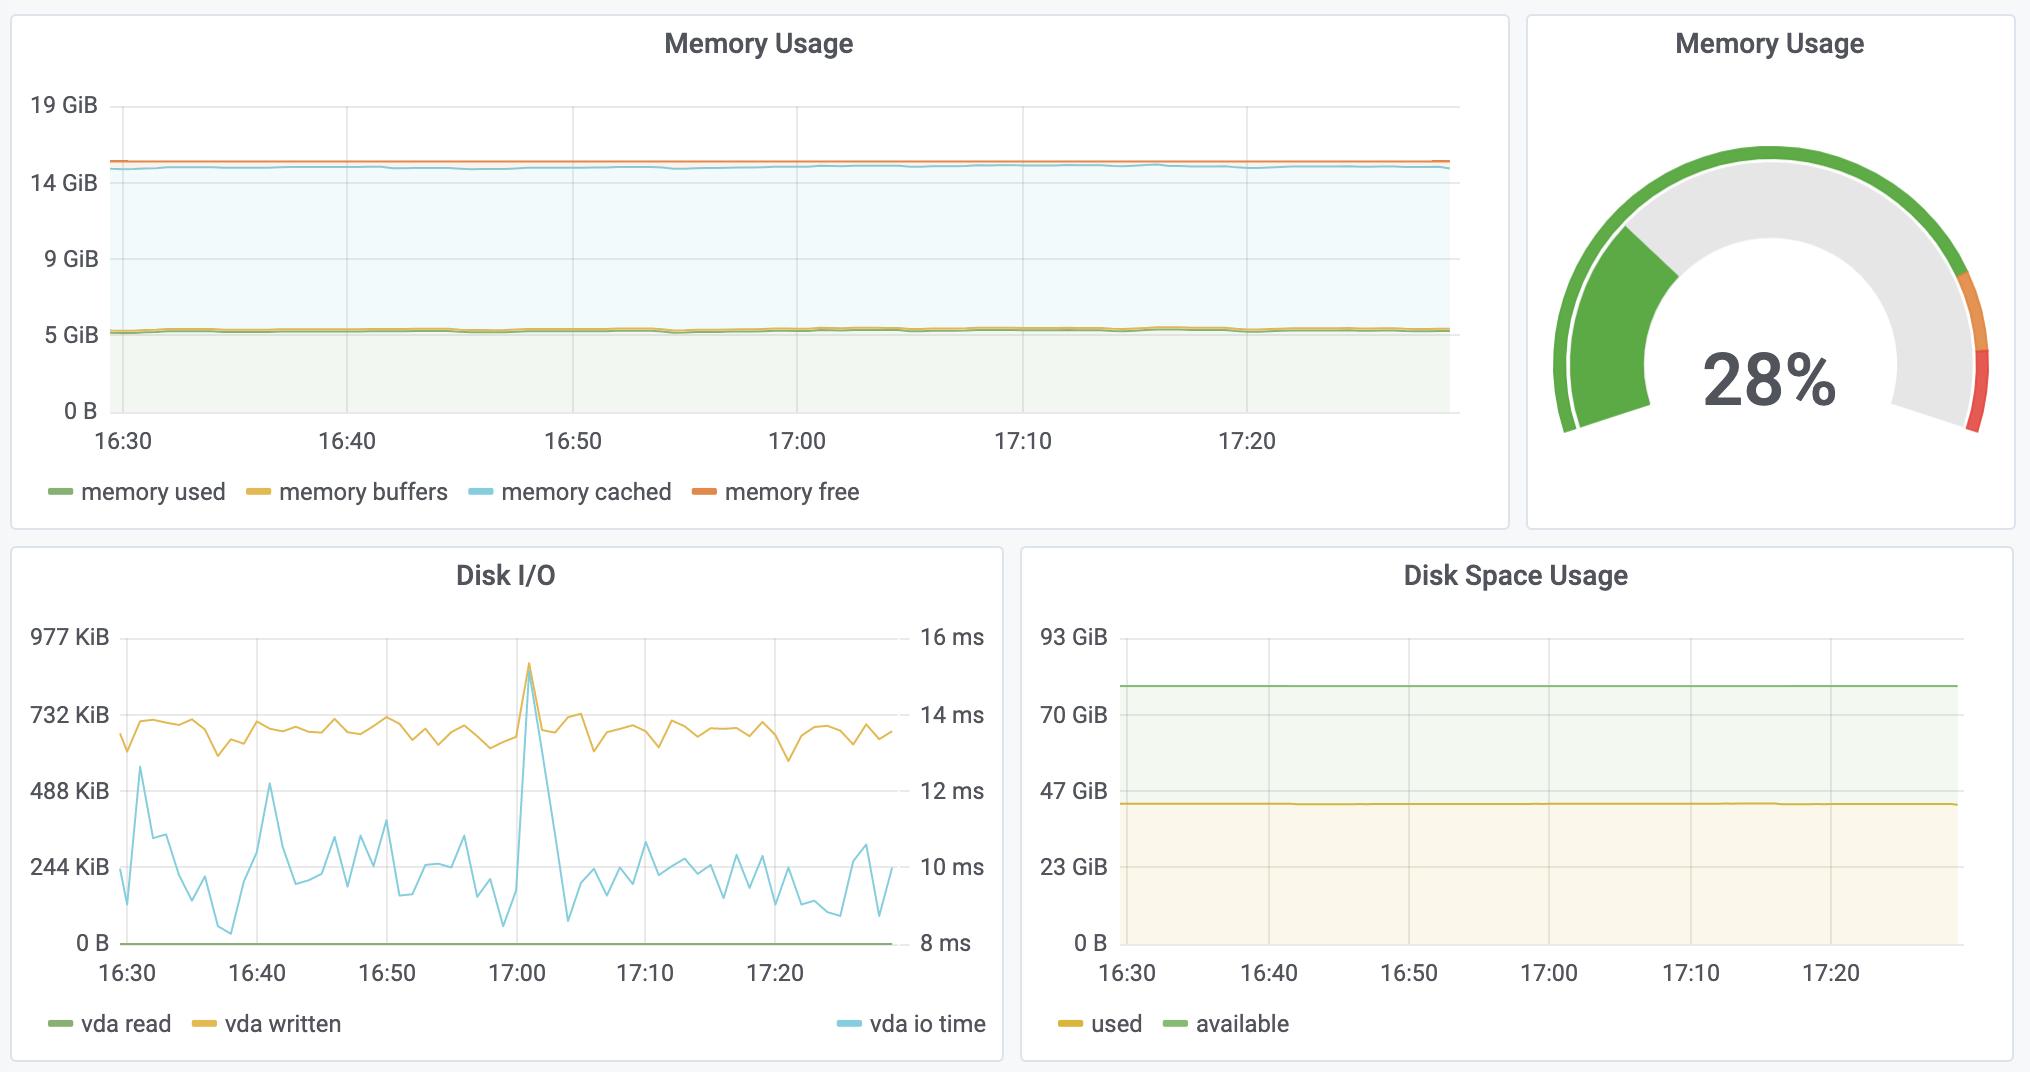 Memory Usage
19 GiB
14 GiB
9 GiB
5 GiB
0 B
16:30 16:40 16:50 17:00 17:10 17:20
memory used memory buffers memory cached memory free
Memory Usage
28%
Disk I/O
977 KiB 16 ms
732 KiB 14 ms
488 KiB 12 ms
244 KiB 10 ms
0 B 8 ms
16:30 16:40 16:50 17:00 17:10 17:20
vda read vda written vda io time
Disk Space Usage
93 GiB
70 GiB
47 GiB
23 GiB
0 B
16:30 16:40 16:50 17:00 17:10 17:20
used available